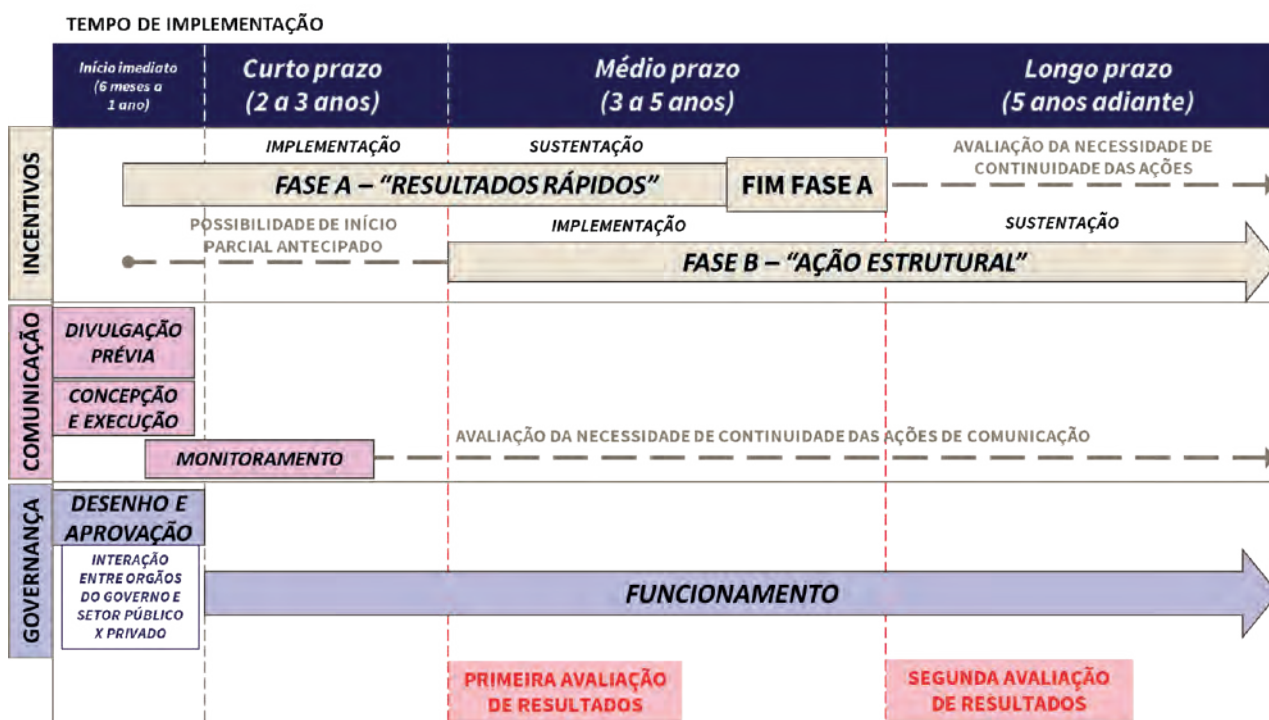 TEMPO DE IMPLEMENTAÇÃO
Início imediato
(6 meses a
1 ano)
Curto prazo
(2 a 3 anos)
Médio prazo
(3 a 5 anos)
Longo prazo
(5 anos adiante)
INCENTIVOS
IMPLEMENTAÇÃO
SUSTENTAÇÃO
FASE A – “RESULTADOS RÁPIDOS”
FIM FASE A
AVALIAÇÃO DA NECESSIDADE DE
CONTINUIDADE DAS AÇÕES
POSSIBILIDADE DE INÍCIO
PARCIAL ANTECIPADO
IMPLEMENTAÇÃO
SUSTENTAÇÃO
FASE B – “AÇÃO ESTRUTURAL”
COMUNICAÇÃO
DIVULGAÇÃO
PRÉVIA
CONCEPÇÃO
E EXECUÇÃO
MONITORAMENTO
AVALIAÇÃO DA NECESSIDADE DE CONTINUIDADE DAS AÇÕES DE COMUNICAÇÃO
GOVERNANÇA
DESENHO E
APROVAÇÃO
INTERAÇÃO
ENTRE ORGÃOS
DO GOVERNO E
SETOR PÚBLICO
X PRIVADO
FUNCIONAMENTO
PRIMEIRA AVALIAÇÃO
DE RESULTADOS
SEGUNDA AVALIAÇÃO
DE RESULTADOS